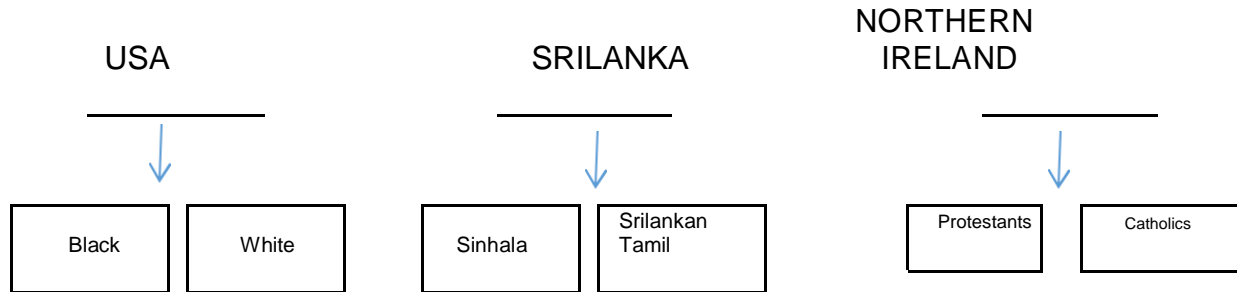 NORTHERN
USA SRILANKA IRELAND
Black White Sinhala Srilankan
Tamil Protestants Catholics